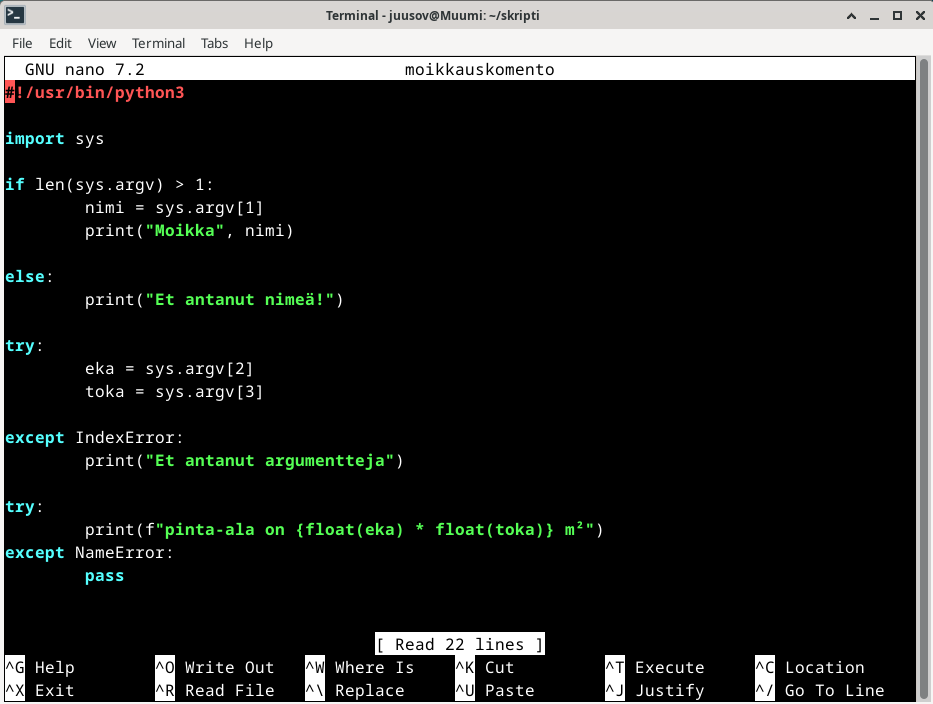 Terminal - juusov@Muumi: ~/skripti
File Edit View Terminal Tabs Help
GNU nano 7.2 moikkauskomento
#!/usr/bin/python3
import sys
if len(sys.argv) > 1:
        nimi = sys.argv[1]
        print("Moikka", nimi)
else:
        print("Et antanut nimeä!")
try:
        eka = sys.argv[2]
        toka = sys.argv[3]
except IndexError:
        print("Et antanut argumentteja")
try:
        print(f"pinta-ala on {float(eka) * float(toka)} m²")
except NameError:
        pass
[ Read 22 lines ]
^G Help ^O Write Out ^W Where Is ^K Cut ^T Execute ^C Location
^X Exit ^R Read File ^\ Replace ^U Paste ^J Justify ^/ Go To Line